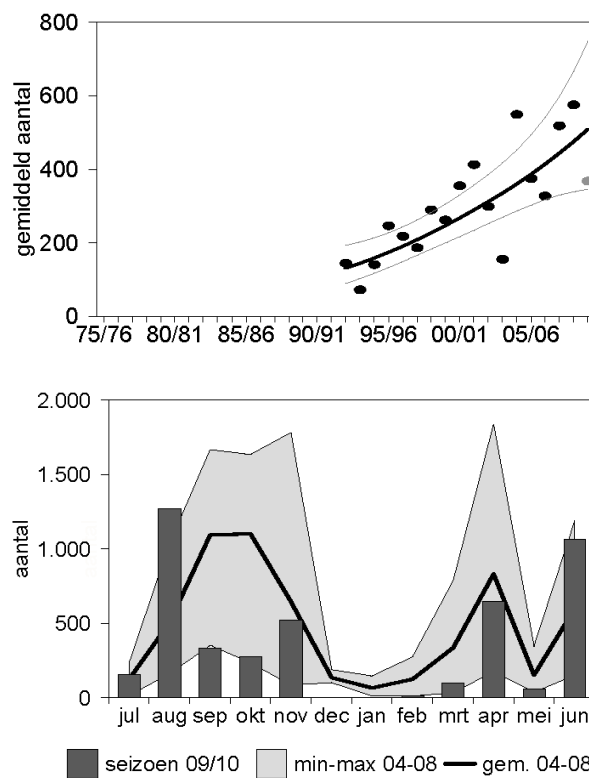 gemiddeld aantal
800
600
400
200
0
75/76 80/81 85/86 90/91 95/96 00/01 05/06
aantal
2.000
1.500
1.000
500
0
jul aug sep okt nov dec jan feb mrt apr mei jun
seizoen 09/10 min-max 04-08 gem. 04-08